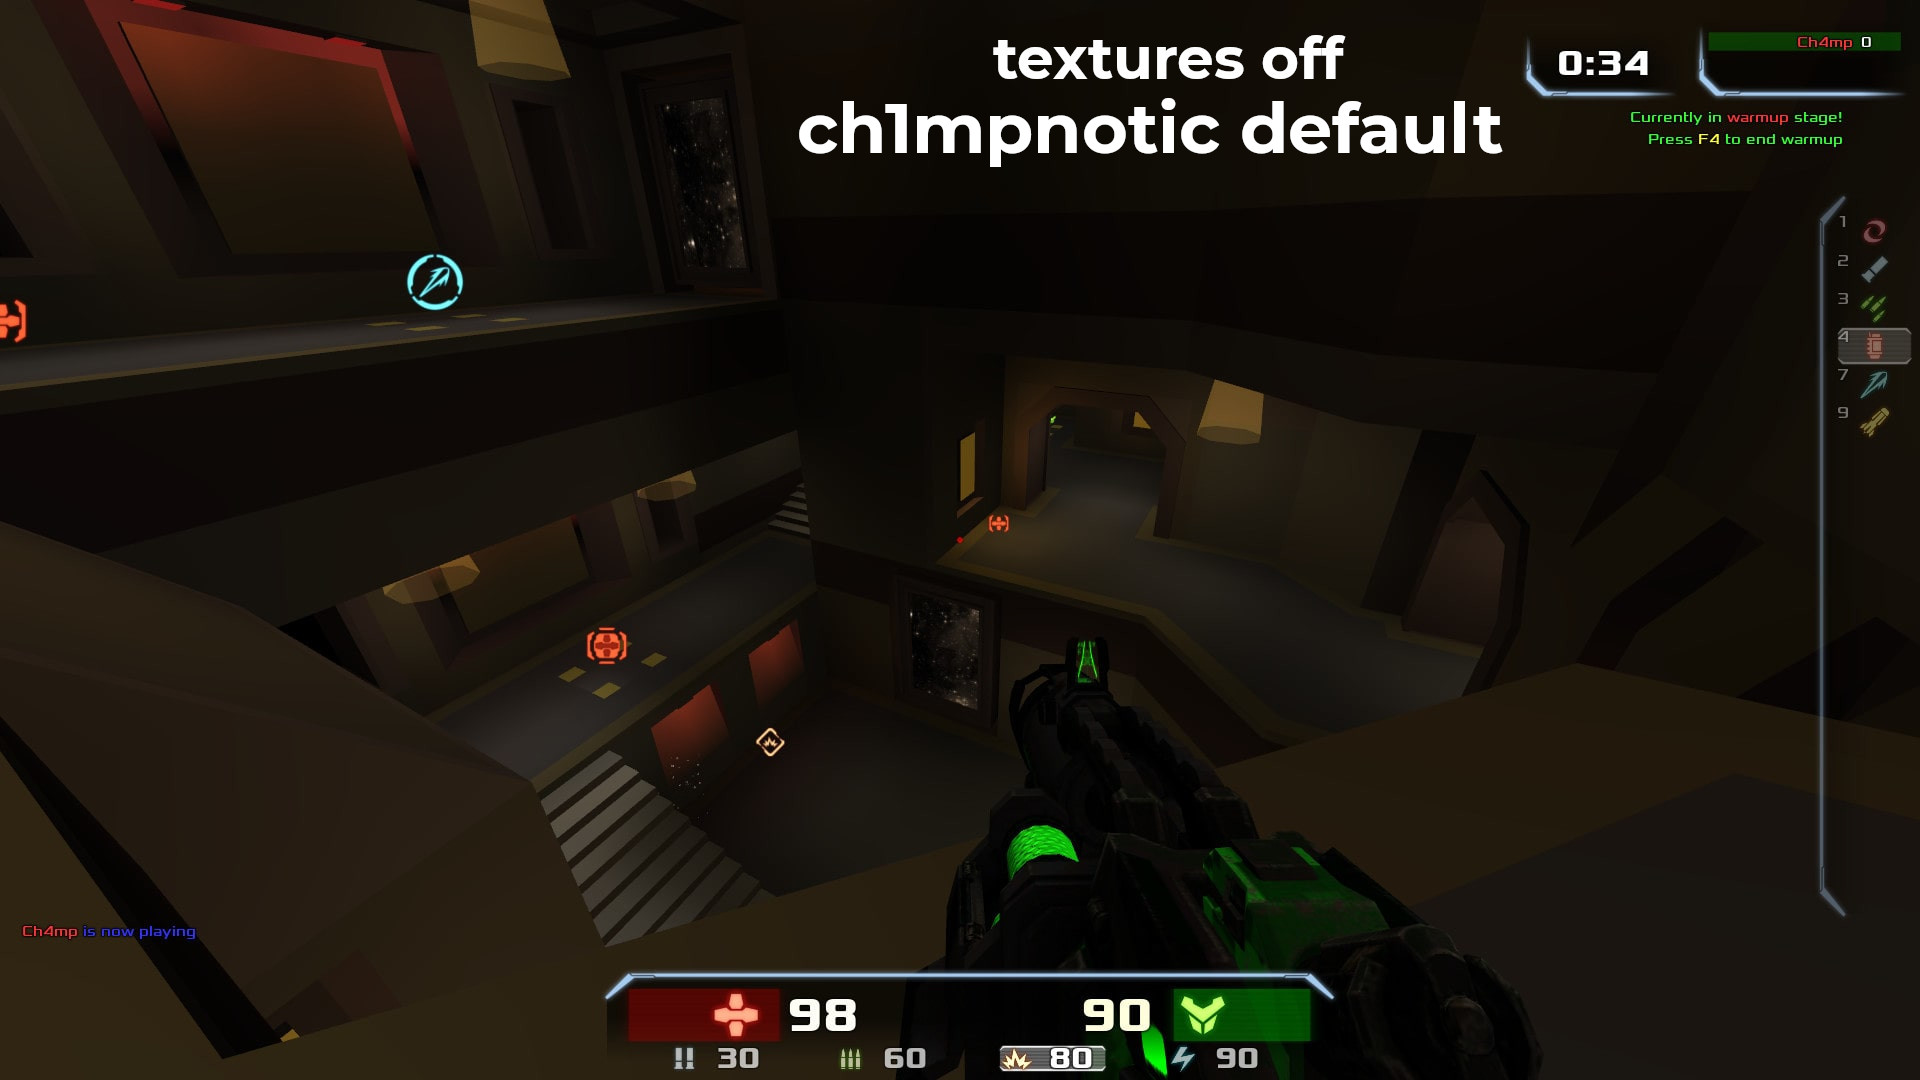 textures off
ch1mpnotic default
0:34
Ch4mp 0
Currently in warmup stage!
Press F4 to end warmup
1
2
3
4
7
9
Ch4mp is now playing
98
90
30
60
80
90